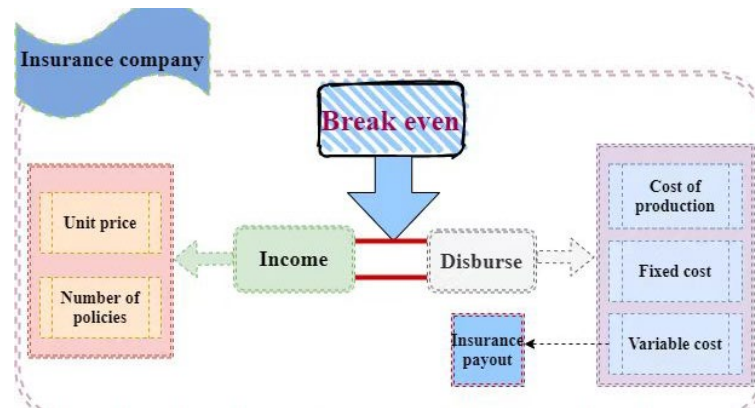 Insurance company
Break even
Unit price
Number of
policies
Income
Disburse
Cost of
production
Fixed cost
Variable cost
Insurance
payout